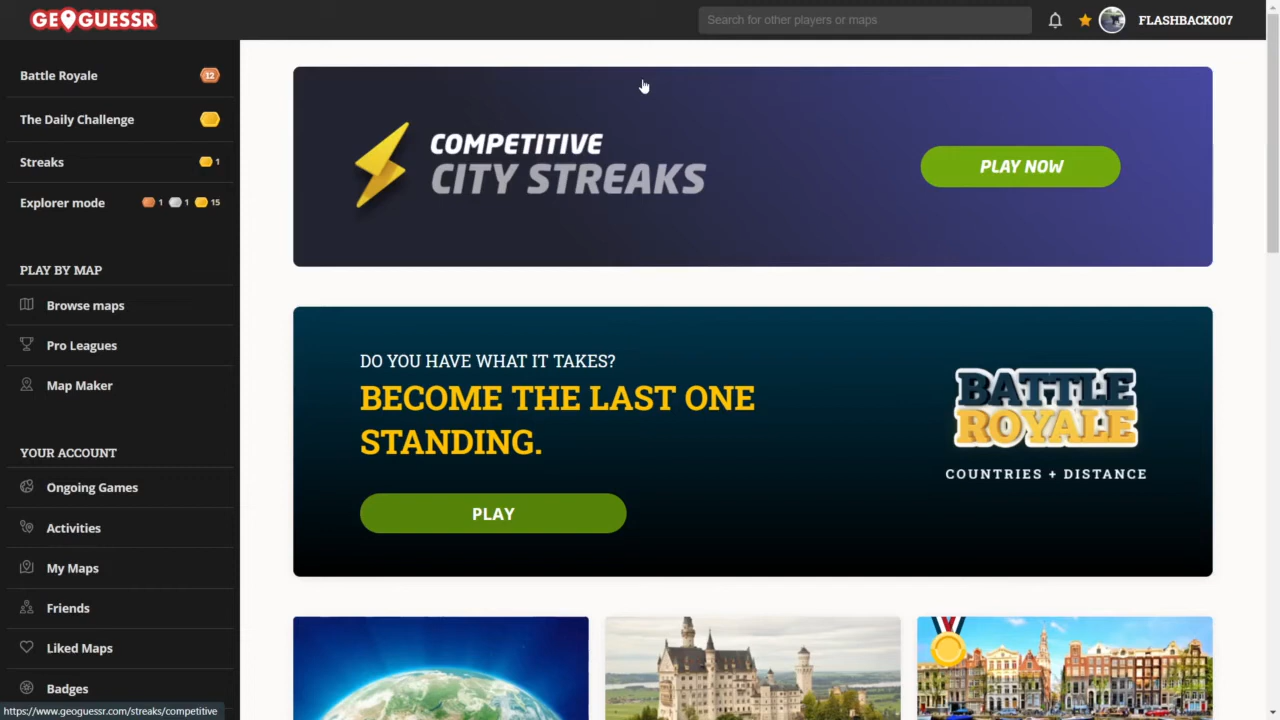 GEOGUESSR
Search for other players or maps
FLASHBACK007
Battle Royale 12
The Daily Challenge
Streaks 1
Explorer mode 1 1 15
PLAY BY MAP
Browse maps
Pro Leagues
Map Maker
YOUR ACCOUNT
Ongoing Games
Activities
My Maps
Friends
Liked Maps
Badges
https://www.geoguessr.com/streaks/competitive
COMPETITIVE
CITY STREAKS
PLAY NOW
DO YOU HAVE WHAT IT TAKES?
BECOME THE LAST ONE
STANDING.
PLAY
BATTLE
ROYALE
COUNTRIES + DISTANCE